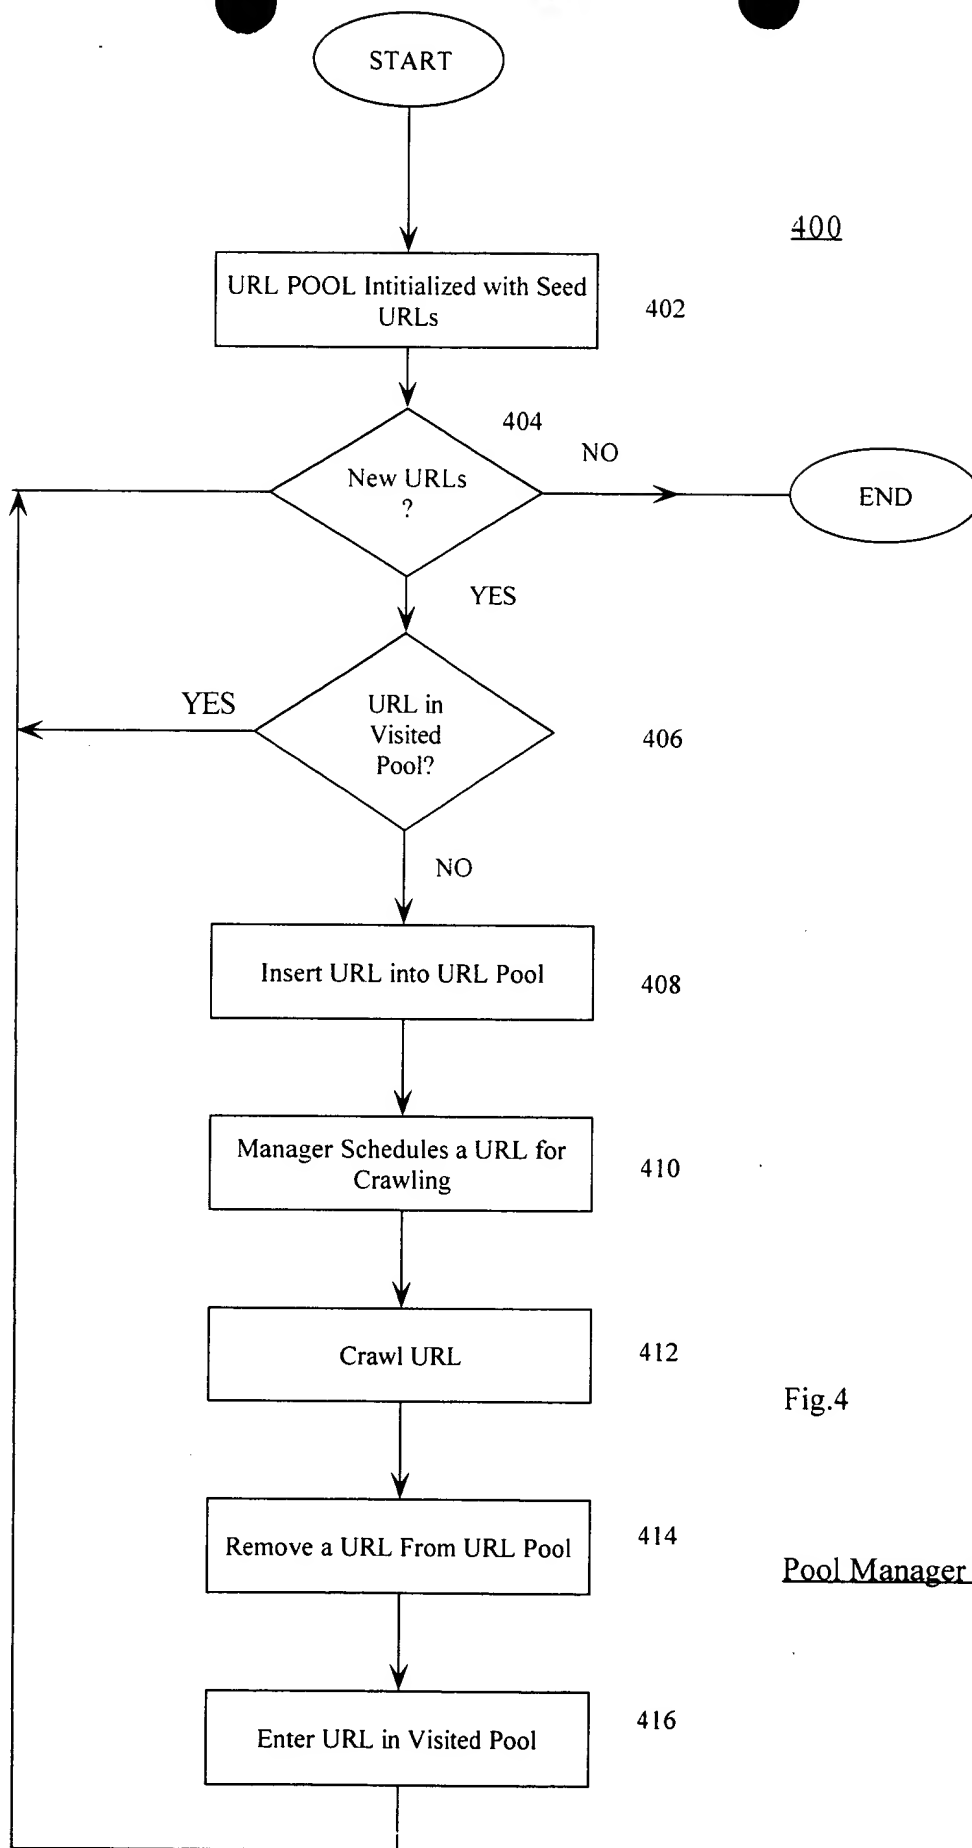 START
400
URL POOL Intitialized with Seed
URLs
402
404
New URLs
?
NO
END
YES
YES
URL in
Visited
Pool?
406
NO
Insert URL into URL Pool
408
Manager Schedules a URL for
Crawling
410
Crawl URL
412
Fig.4
Remove a URL From URL Pool
414
Pool Manager
Enter URL in Visited Pool
416